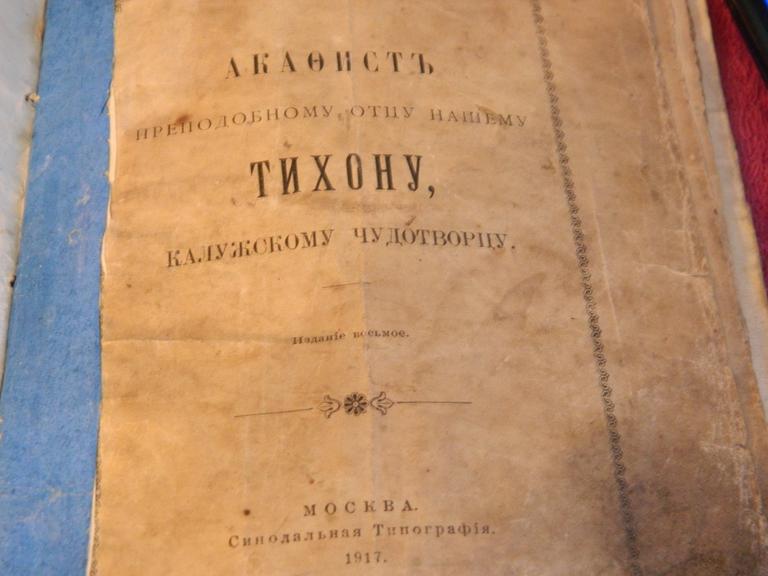 АКАѲИСТЪ
ПРЕПОДОБНОМУ ОТЦУ НАШЕМУ
ТИХОНУ,
КАЛУЖСКОМУ ЧУДОТВОРЦУ.
Изданіе восьмое.
МОСКВА.
Синодальная Типографія.
1917.